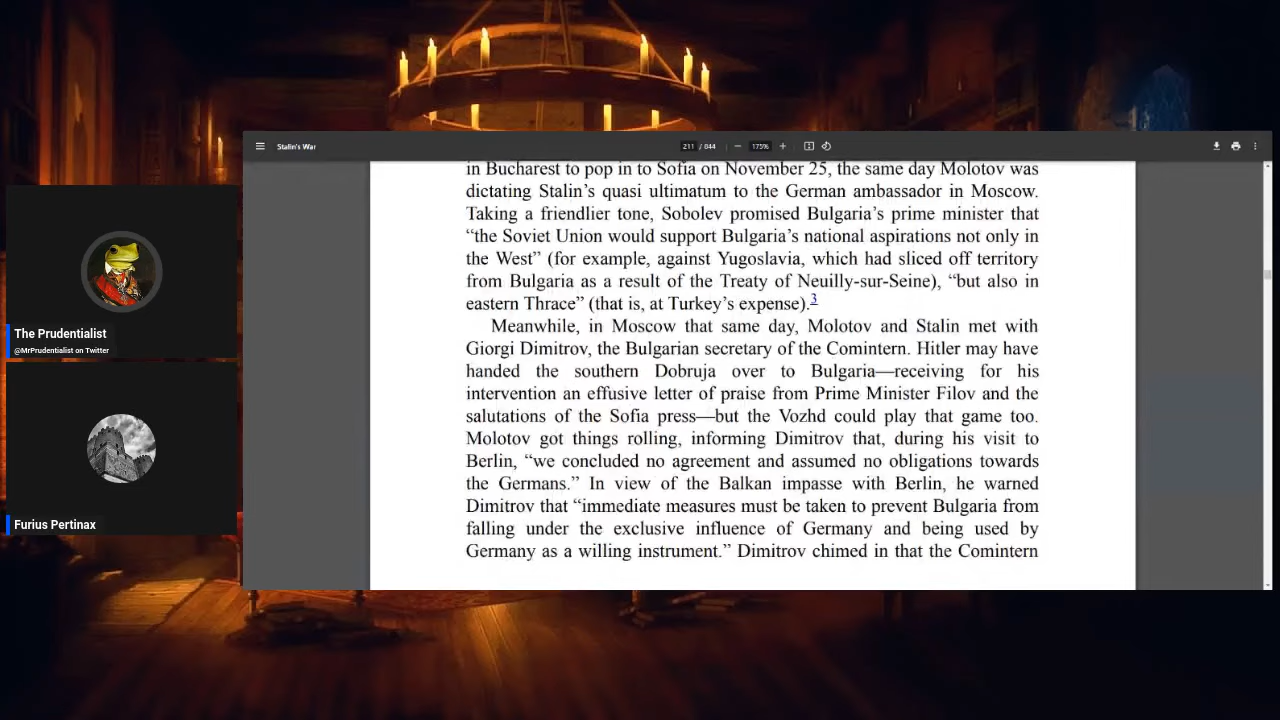 Stalin's War
211 / 844
175%
in Bucharest to pop in to Sofia on November 25, the same day Molotov was
dictating Stalin’s quasi ultimatum to the German ambassador in Moscow.
Taking a friendlier tone, Sobolev promised Bulgaria’s prime minister that
“the Soviet Union would support Bulgaria’s national aspirations not only in
the West” (for example, against Yugoslavia, which had sliced off territory
from Bulgaria as a result of the Treaty of Neuilly-sur-Seine), “but also in
eastern Thrace” (that is, at Turkey’s expense).3
Meanwhile, in Moscow that same day, Molotov and Stalin met with
Giorgi Dimitrov, the Bulgarian secretary of the Comintern. Hitler may have
handed the southern Dobruja over to Bulgaria—receiving for his
intervention an effusive letter of praise from Prime Minister Filov and the
salutations of the Sofia press—but the Vozhd could play that game too.
Molotov got things rolling, informing Dimitrov that, during his visit to
Berlin, “we concluded no agreement and assumed no obligations towards
the Germans.” In view of the Balkan impasse with Berlin, he warned
Dimitrov that “immediate measures must be taken to prevent Bulgaria from
falling under the exclusive influence of Germany and being used by
Germany as a willing instrument.” Dimitrov chimed in that the Comintern
The Prudentialist
@MrPrudentialist on Twitter
Furius Pertinax